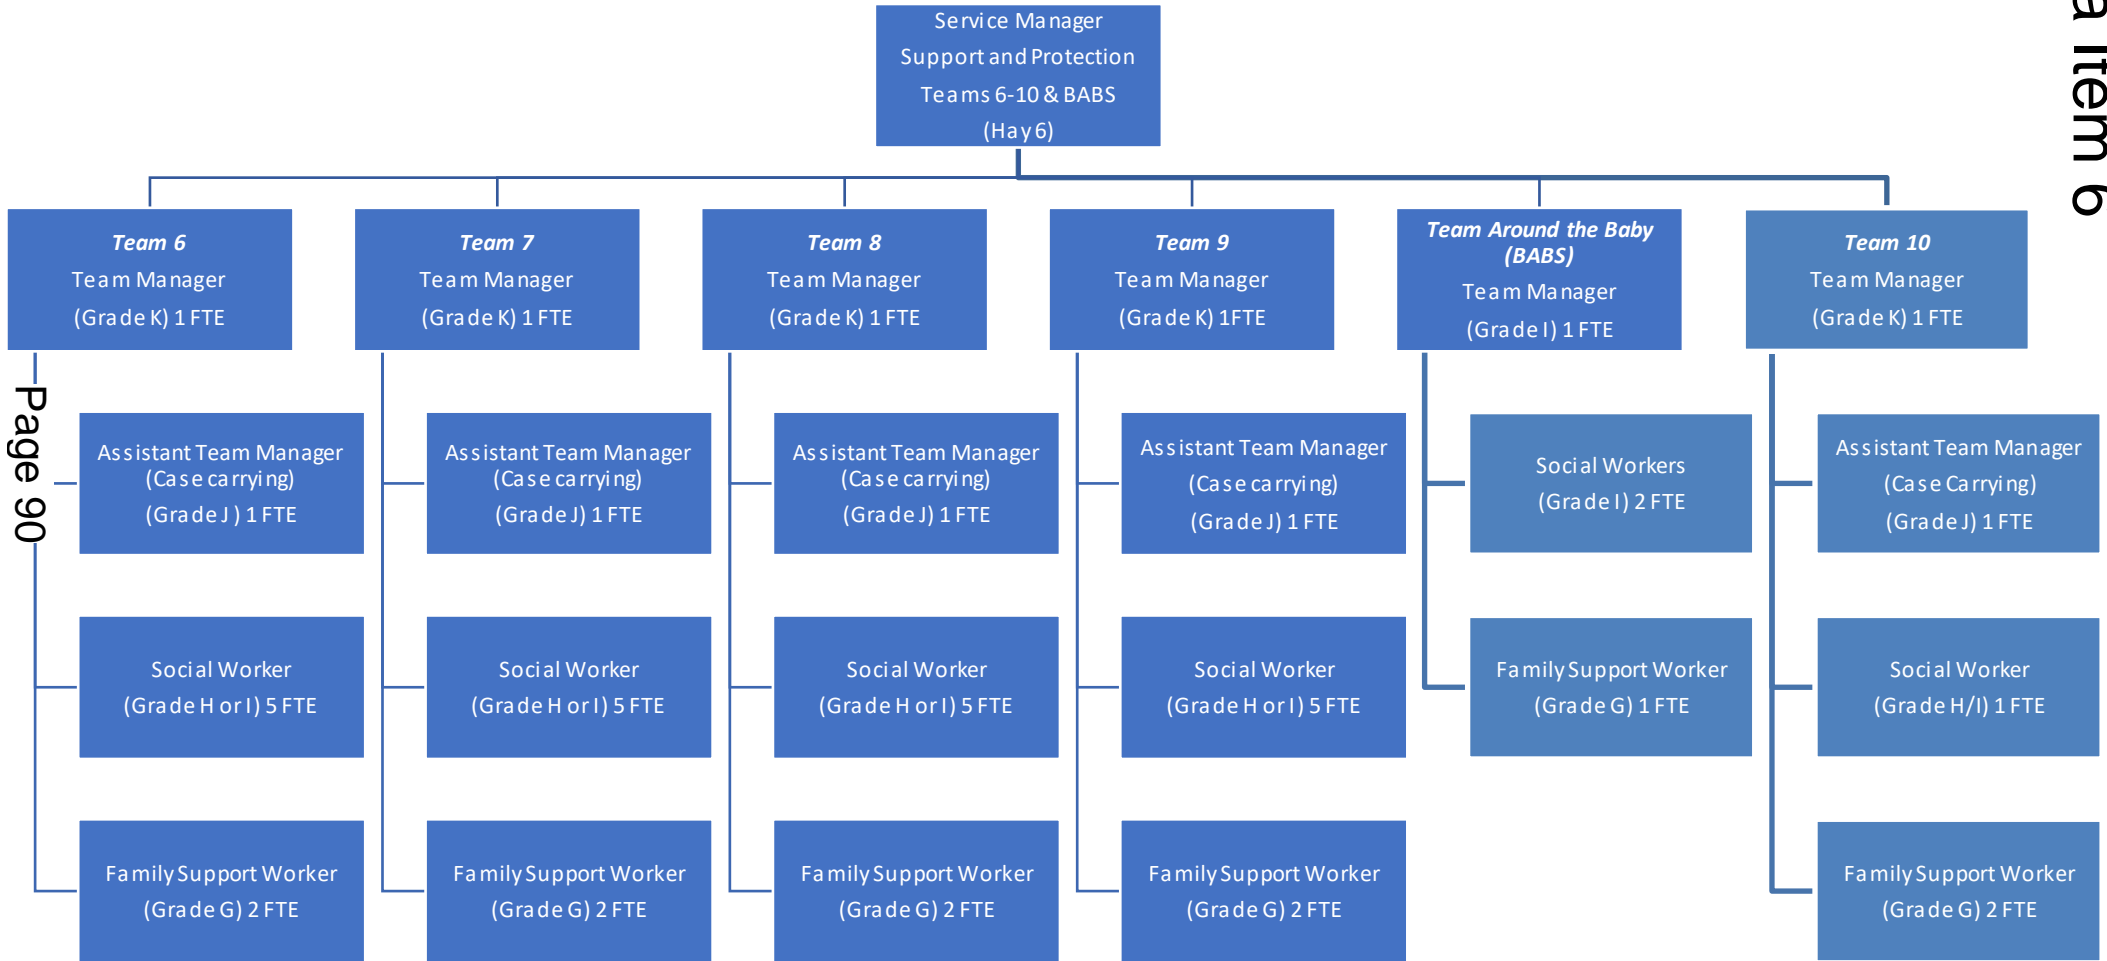 Service Manager
Support and Protection
Teams 6-10 & BABS
(Hay 6)
Team 6
Team Manager
(Grade K) 1 FTE
Assistant Team Manager
(Case carrying)
(Grade J ) 1 FTE
Social Worker
(Grade H or I) 5 FTE
Family Support Worker
(Grade G) 2 FTE
Team 7
Team Manager
(Grade K) 1 FTE
Assistant Team Manager
(Case carrying)
(Grade J) 1 FTE
Social Worker
(Grade H or I) 5 FTE
Family Support Worker
(Grade G) 2 FTE
Team 8
Team Manager
(Grade K) 1 FTE
Assistant Team Manager
(Case carrying)
(Grade J) 1 FTE
Social Worker
(Grade H or I) 5 FTE
Family Support Worker
(Grade G) 2 FTE
Team 9
Team Manager
(Grade K) 1FTE
Assistant Team Manager
(Case carrying)
(Grade J) 1 FTE
Social Worker
(Grade H or I) 5 FTE
Family Support Worker
(Grade G) 2 FTE
Team Around the Baby
(BABS)
Team Manager
(Grade I) 1 FTE
Social Workers
(Grade I) 2 FTE
Family Support Worker
(Grade G) 1 FTE
Team 10
Team Manager
(Grade K) 1 FTE
Assistant Team Manager
(Case Carrying)
(Grade J) 1 FTE
Social Worker
(Grade H/I) 1 FTE
Family Support Worker
(Grade G) 2 FTE
Page 90
a Item 6